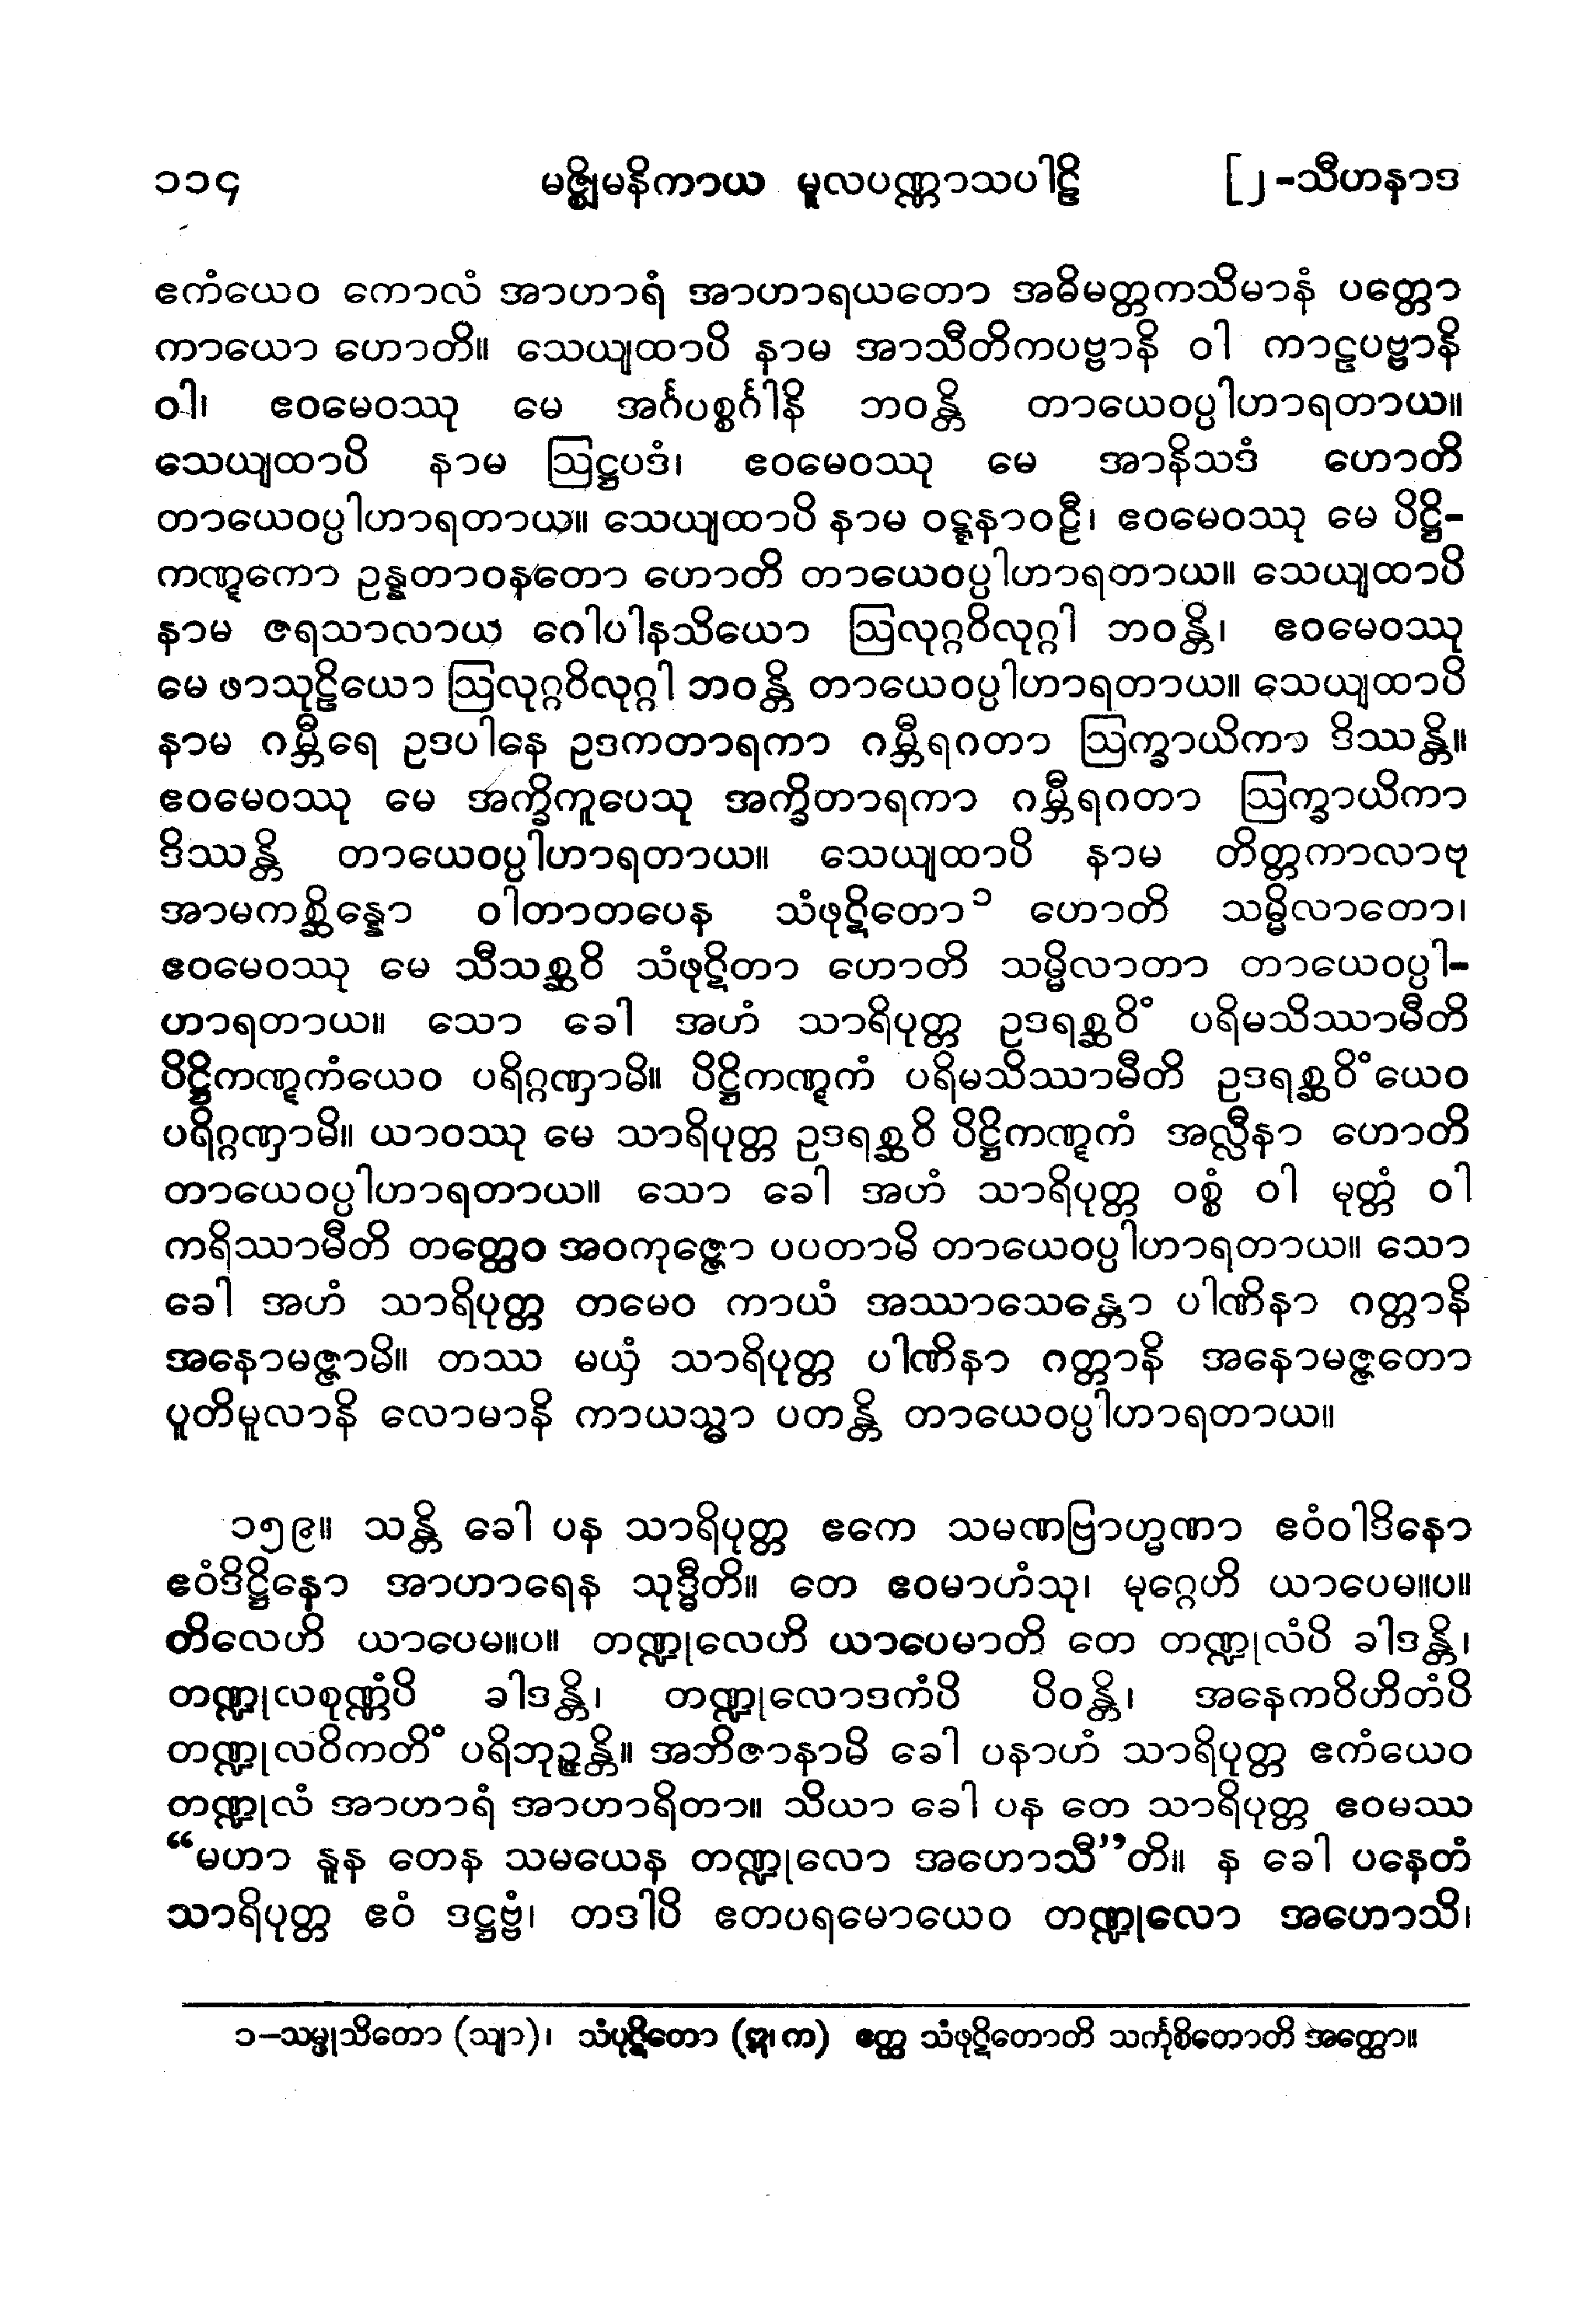 ၁၁၄ မဇ္ဈိမနိကာယ မူလပဏ္ဏာသပါဠိ [၂-သီဟနာဒ
ဧကံယေဝ ကောလံ အာဟာရံ အာဟာရယတော အဓိမတ္တကသိမာနံ ပတ္တော
ကာယော ဟောတိ။ သေယျထာပိ နာမ အာသီတိကပဗ္ဗာနိ ဝါ ကာဠပဗ္ဗာနိ
ဝါ၊ ဧဝမေဝဿု မေ အင်္ဂပစ္စင်္ဂါနိ ဘဝန္တိ တာယေဝပ္ပါဟာရတာယ။
သေယျထာပိ နာမ ဩဋ္ဌပဒံ၊ ဧဝမေဝဿု မေ အာနိသဒံ ဟောတိ
တာယေဝပ္ပါဟာရတာယ။ သေယျထာပိ နာမ ဝဋ္ဋနာဝဠီ၊ ဧဝမေဝဿု မေ ပိဋ္ဌိ-
ကဏ္ဋကော ဥန္နတာဝနတော ဟောတိ တာယေဝပ္ပါဟာရတာယ။ သေယျထာပိ
နာမ ဇရသာလာယ ဂေါပါနသိယော ဩလုဂ္ဂဝိလုဂ္ဂါ ဘဝန္တိ၊ ဧဝမေဝဿု
မေ ဖာသုဠိယော ဩလုဂ္ဂဝိလုဂ္ဂါ ဘဝန္တိ တာယေဝပ္ပါဟာရတာယ။ သေယျထာပိ
နာမ ဂမ္ဘီရေ ဥဒပါနေ ဥဒကတာရကာ ဂမ္ဘီရဂတာ ဩက္ခာယိကာ ဒိဿန္တိ။
ဧဝမေဝဿု မေ အက္ခိကူပေသု အက္ခိတာရကာ ဂမ္ဘီရဂတာ ဩက္ခာယိကာ
ဒိဿန္တိ တာယေဝပ္ပါဟာရတာယ။ သေယျထာပိ နာမ တိတ္တကာလာဗု
အာမကစ္ဆိန္နော ဝါတာတပေန သံဖုဋိတော၁ ဟောတိ သမ္မိလာတော၊
ဧဝမေဝဿု မေ သီသစ္ဆဝိ သံဖုဋိတာ ဟောတိ သမ္မိလာတာ တာယေဝပ္ပါ-
ဟာရတာယ။ သော ခေါ အဟံ သာရိပုတ္တ ဥဒရစ္ဆဝိံ ပရိမသိဿာမီတိ
ပိဋ္ဌိကဏ္ဋကံယေဝ ပရိဂ္ဂဏှာမိ။ ပိဋ္ဌိကဏ္ဋကံ ပရိမသိဿာမီတိ ဥဒရစ္ဆဝိံယေဝ
ပရိဂ္ဂဏှာမိ။ ယာဝဿု မေ သာရိပုတ္တ ဥဒရစ္ဆဝိ ပိဋ္ဌိကဏ္ဋကံ အလ္လီနာ ဟောတိ
တာယေဝပ္ပါဟာရတာယ။ သော ခေါ အဟံ သာရိပုတ္တ ဝစ္စံ ဝါ မုတ္တံ ဝါ
ကရိဿာမီတိ တတ္ထေဝ အဝကုဇ္ဇော ပပတာမိ တာယေဝပ္ပါဟာရတာယ။ သော
ခေါ အဟံ သာရိပုတ္တ တမေဝ ကာယံ အဿာသေန္တော ပါဏိနာ ဂတ္တာနိ
အနောမဇ္ဇာမိ။ တဿ မယှံ သာရိပုတ္တ ပါဏိနာ ဂတ္တာနိ အနောမဇ္ဇတော
ပူတိမူလာနိ လောမာနိ ကာယသ္မာ ပတန္တိ တာယေဝပ္ပါဟာရတာယ။
၁၅၉။ သန္တိ ခေါ ပန သာရိပုတ္တ ဧကေ သမဏဗြာဟ္မဏာ ဧဝံဝါဒိနော
ဧဝံဒိဋ္ဌိနော အာဟာရေန သုဒ္ဓီတိ။ တေ ဧဝမာဟံသု၊ မုဂ္ဂေဟိ ယာပေမ။ပ။
တိလေဟိ ယာပေမ။ပ။ တဏ္ဍုလေဟိ ယာပေမာတိ တေ တဏ္ဍုလံပိ ခါဒန္တိ၊
တဏ္ဍုလစုဏ္ဏံပိ ခါဒန္တိ၊ တဏ္ဍုလောဒကံပိ ပိဝန္တိ၊ အနေကဝိဟိတံပိ
တဏ္ဍုလဝိကတိံ ပရိဘုဉ္ဇန္တိ။ အဘိဇာနာမိ ခေါ ပနာဟံ သာရိပုတ္တ ဧကံယေဝ
တဏ္ဍုလံ အာဟာရံ အာဟာရိတာ။ သိယာ ခေါ ပန တေ သာရိပုတ္တ ဧဝမဿ
“မဟာ နူန တေန သမယေန တဏ္ဍုလော အဟောသီ”တိ။ န ခေါ ပနေတံ
သာရိပုတ္တ ဧဝံ ဒဋ္ဌဗ္ဗံ၊ တဒါပိ ဧတပရမောယေဝ တဏ္ဍုလော အဟောသိ၊
၁-သမ္ဖုသိတော (သျာ)၊ သံပုဋိတော (ဋ္ဌ၊က) ဧတ္ထ သံဖုဋိတောတိ သင်္ကုစိတောတိ အတ္ထော။